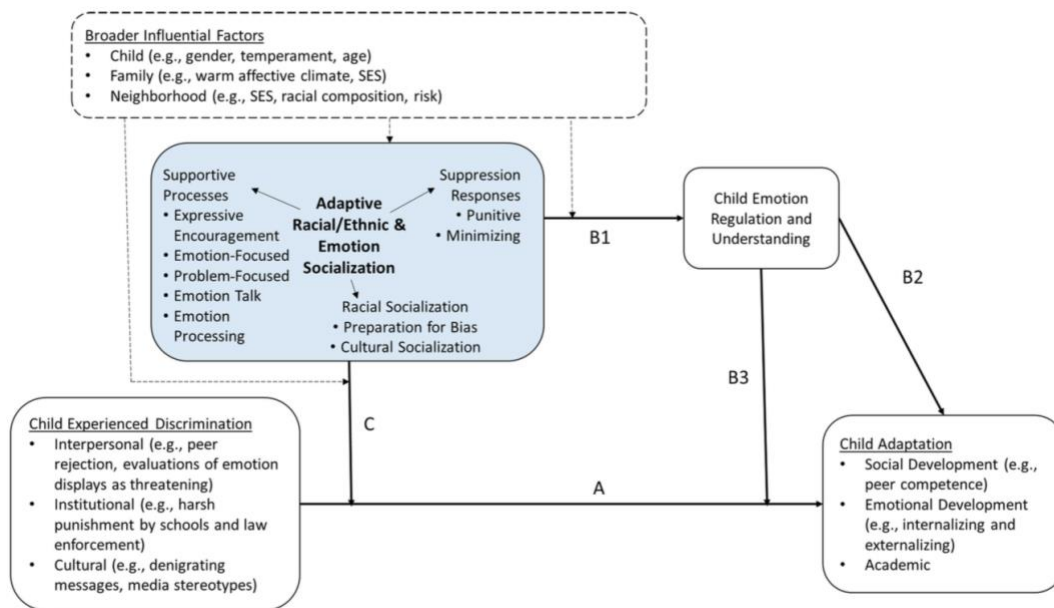 Broader Influential Factors
• Child (e.g., gender, temperament, age)
• Family (e.g., warm affective climate, SES)
• Neighborhood (e.g., SES, racial composition, risk)
Supportive
Processes
• Expressive
Encouragement
• Emotion-Focused
• Problem-Focused
• Emotion Talk
• Emotion
Processing
Adaptive
Racial/Ethnic &
Emotion
Socialization
Suppression
Responses
• Punitive
• Minimizing
Racial Socialization
• Preparation for Bias
• Cultural Socialization
B1
Child Emotion
Regulation and
Understanding
B2
B3
C
Child Experienced Discrimination
• Interpersonal (e.g., peer
rejection, evaluations of emotion
displays as threatening)
• Institutional (e.g., harsh
punishment by schools and law
enforcement)
• Cultural (e.g., denigrating
messages, media stereotypes)
A
Child Adaptation
• Social Development (e.g.,
peer competence)
• Emotional Development
(e.g., internalizing and
externalizing)
• Academic